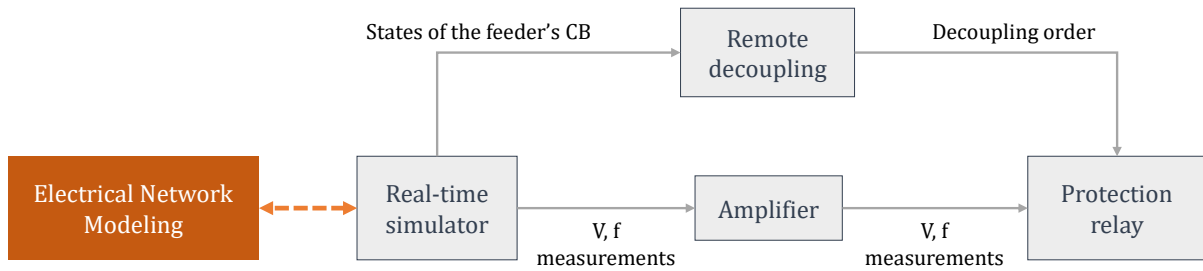 States of the feeder's CB
Remote
decoupling
Decoupling order
Electrical Network
Modeling
Real-time
simulator
V, f
measurements
Amplifier
V, f
measurements
Protection
relay